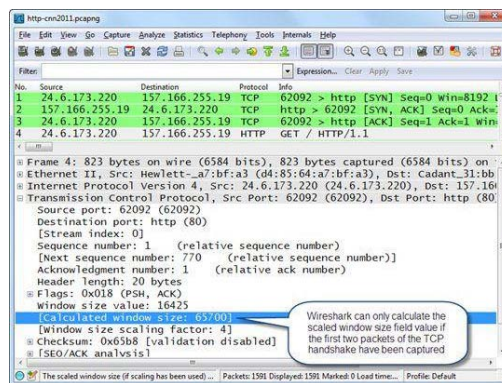 http-cnn2011.pcapng
File Edit View Go Capture Analyze Statistics Telephony Tools Internals Help
Filter: Expression... Clear Apply Save
No. Source Destination Protocol Info
1 24.6.173.220 157.166.255.19 TCP 62092 > http [SYN] Seq=0 Win=8192
2 157.166.255.19 24.6.173.220 TCP http > 62092 [SYN, ACK] Seq=0 Ack=
3 24.6.173.220 157.166.255.19 TCP 62092 > http [ACK] Seq=1 Ack=1 Win=
4 24.6.173.220 157.166.255.19 HTTP GET / HTTP/1.1
Frame 4: 823 bytes on wire (6584 bits), 823 bytes captured (6584 bits) on
Ethernet II, Src: Hewlett-_a7:bf:a3 (d4:85:64:a7:bf:a3), Dst: Cadant_31:bb
Internet Protocol Version 4, Src: 24.6.173.220 (24.6.173.220), Dst: 157.16
Transmission Control Protocol, Src Port: 62092 (62092), Dst Port: http (80
Source port: 62092 (62092)
Destination port: http (80)
[Stream index: 0]
Sequence number: 1 (relative sequence number)
[Next sequence number: 770 (relative sequence number)]
Acknowledgment number: 1 (relative ack number)
Header length: 20 bytes
Flags: 0x018 (PSH, ACK)
Window size value: 16425
[Calculated window size: 65700]
[Window size scaling factor: 4]
Checksum: 0x65b8 [validation disabled]
[SEQ/ACK analysis]
Wireshark can only calculate the
scaled window size field value if
the first two packets of the TCP
handshake have been captured
The scaled window size (if scaling has been used) ... Packets: 1591 Displayed: 1591 Marked: 0 Load time:... Profile: Default